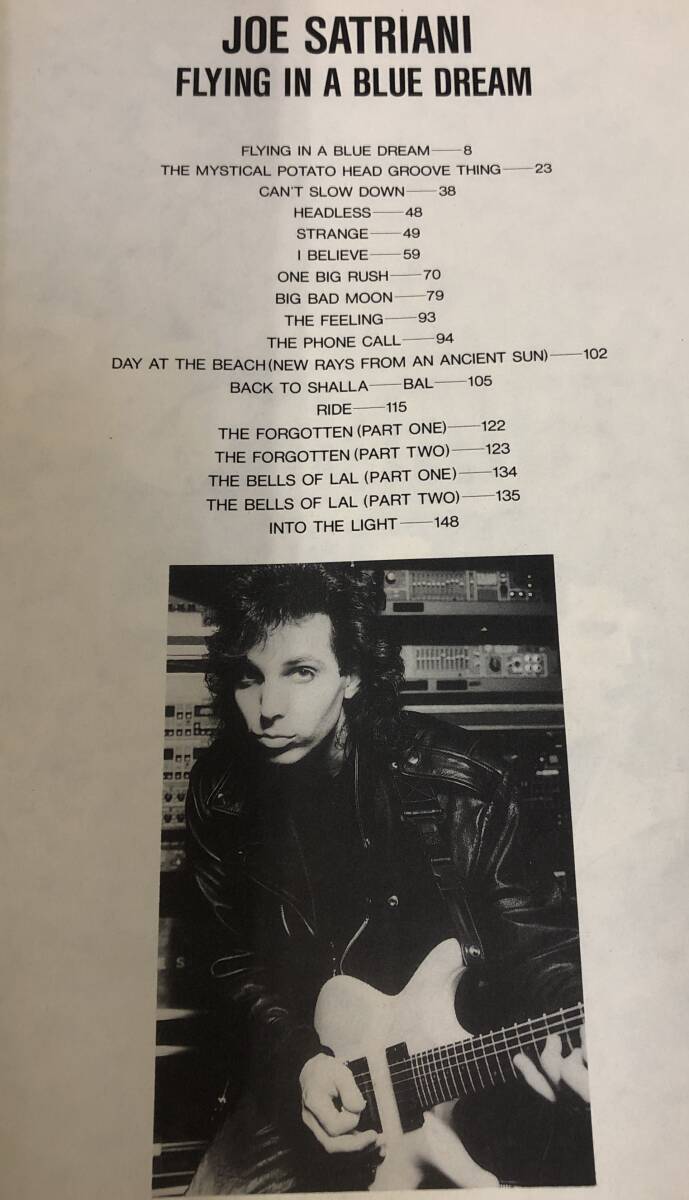 JOE SATRIANI
FLYING IN A BLUE DREAM
FLYING IN A BLUE DREAM——8
THE MYSTICAL POTATO HEAD GROOVE THING——23
CAN'T SLOW DOWN——38
HEADLESS——48
STRANGE——49
I BELIEVE——59
ONE BIG RUSH——70
BIG BAD MOON——79
THE FEELING——93
THE PHONE CALL——94
DAY AT THE BEACH(NEW RAYS FROM AN ANCIENT SUN)——102
BACK TO SHALLA——BAL——105
RIDE——115
THE FORGOTTEN(PART ONE)——122
THE FORGOTTEN(PART TWO)——123
THE BELLS OF LAL (PART ONE)——134
THE BELLS OF LAL (PART TWO)——135
INTO THE LIGHT——148